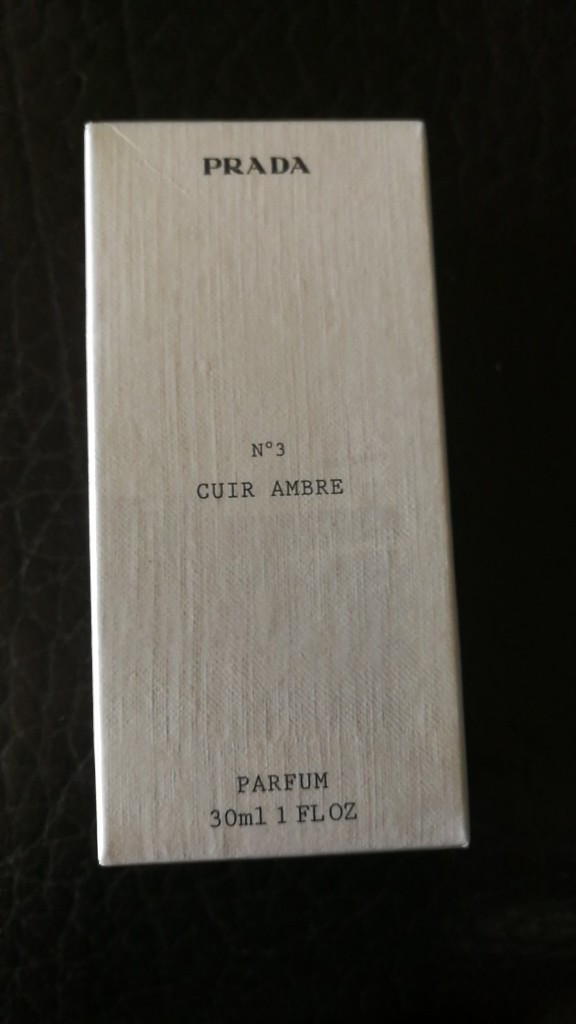 PRADA
N°3
CUIR AMBRE
PARFUM
30ml 1 FL OZ